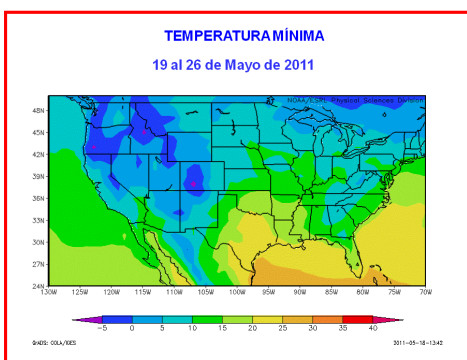 TEMPERATURA MÍNIMA
19 al 26 de Mayo de 2011
NOAA/ESRL Physical Sciences Division
48N
45N
42N
39N
36N
33N
30N
27N
24N
130W 125W 120W 115W 110W 105W 100W 95W 90W 85W 80W 75W 70W
-5 0 5 10 15 20 25 30 35 40
GrADS: COLA/IGES 2011-05-18-13:42